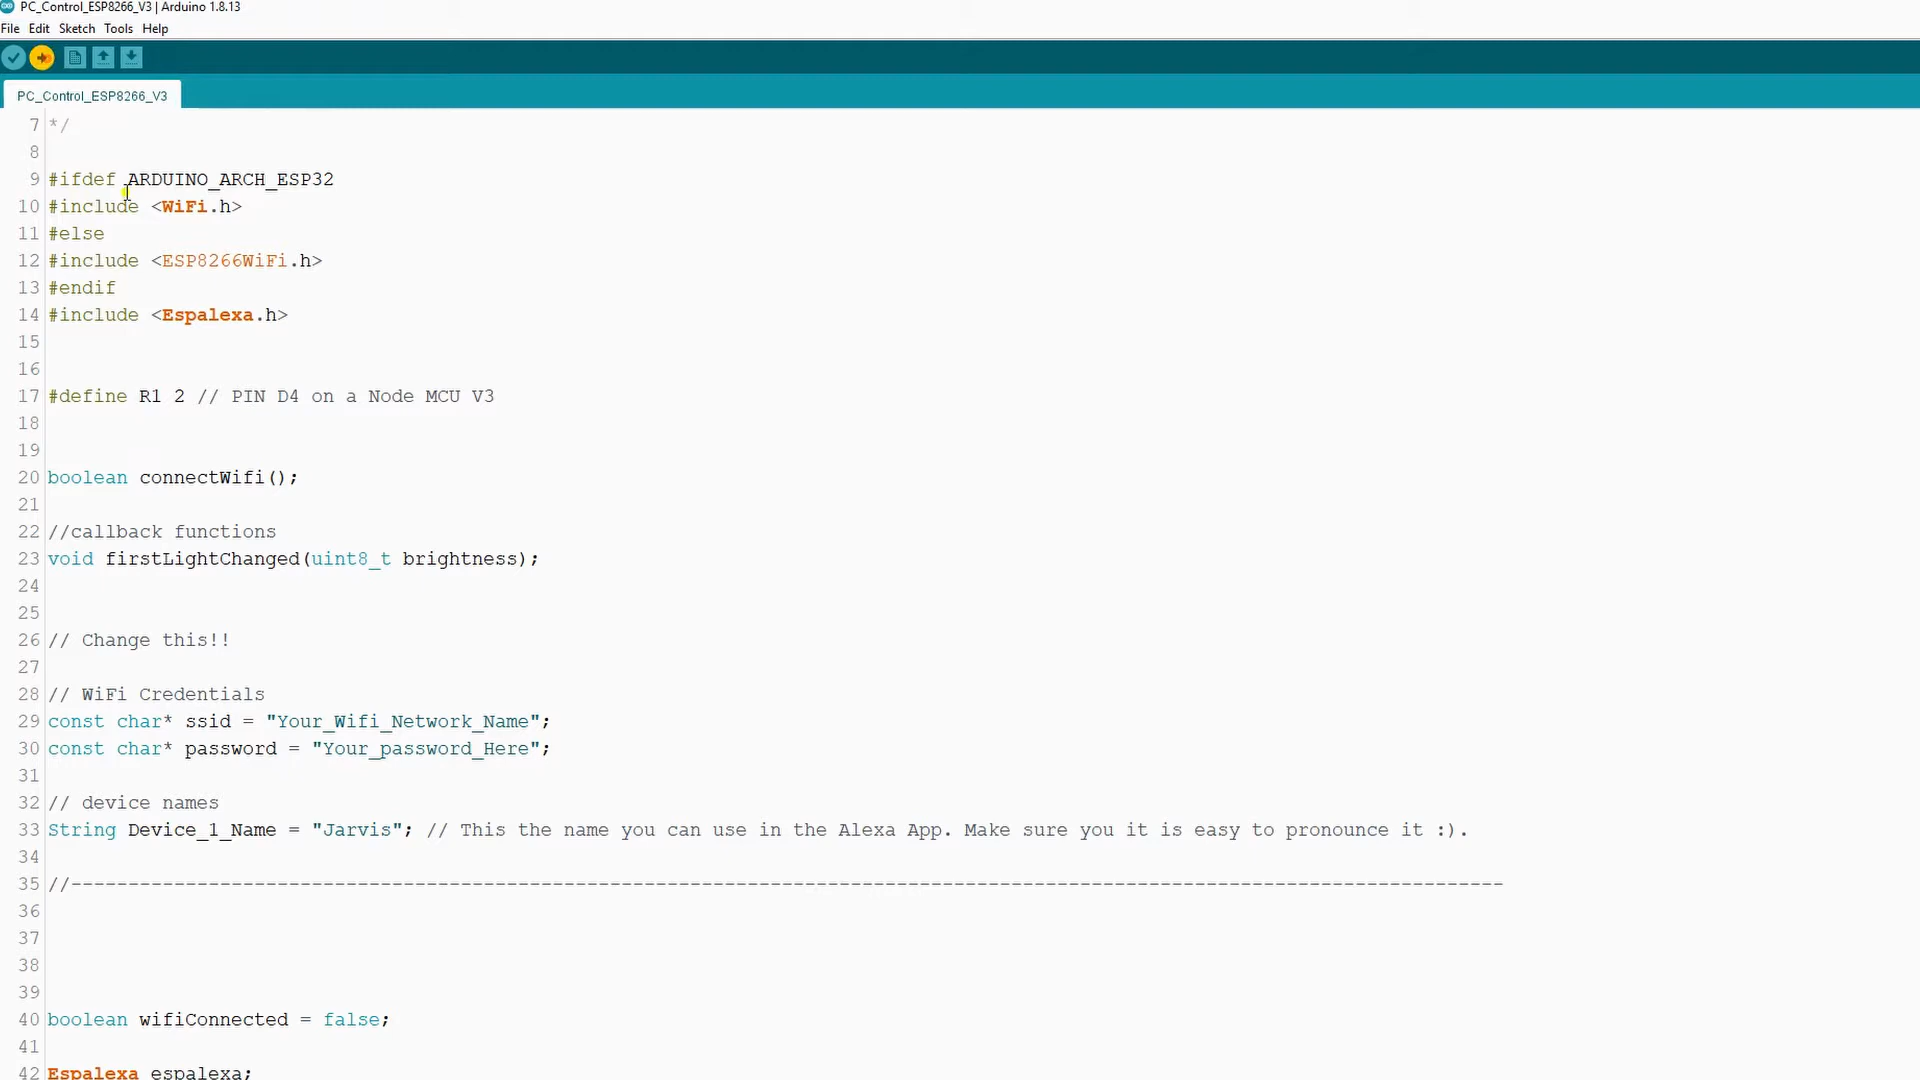 PC_Control_ESP8266_V3 | Arduino 1.8.13
File Edit Sketch Tools Help
PC_Control_ESP8266_V3
7 */
8
9 #ifdef ARDUINO_ARCH_ESP32
10 #include <WiFi.h>
11 #else
12 #include <ESP8266WiFi.h>
13 #endif
14 #include <Espalexa.h>
15
16
17 #define R1 2 // PIN D4 on a Node MCU V3
18
19
20 boolean connectWifi();
21
22 //callback functions
23 void firstLightChanged(uint8_t brightness);
24
25
26 // Change this!!
27
28 // WiFi Credentials
29 const char* ssid = "Your_Wifi_Network_Name";
30 const char* password = "Your_password_Here";
31
32 // device names
33 String Device_1_Name = "Jarvis"; // This the name you can use in the Alexa App. Make sure you it is easy to pronounce it :).
34
35 //-----------------------------------------------------------------------------------------------------------------------------
36
37
38
39
40 boolean wifiConnected = false;
41
42 Espalexa espalexa;